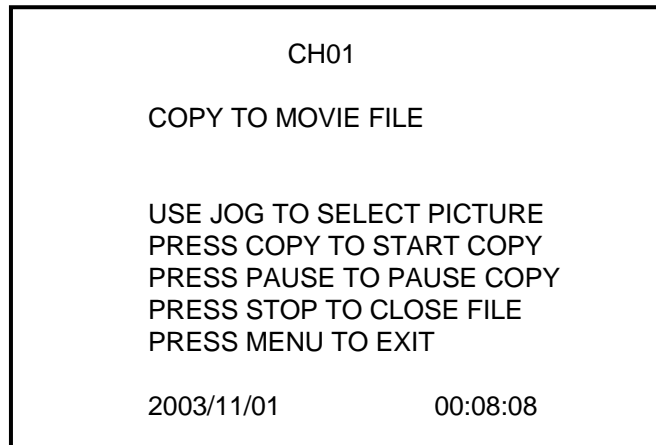 CH01
COPY TO MOVIE FILE
USE JOG TO SELECT PICTURE
PRESS COPY TO START COPY
PRESS PAUSE TO PAUSE COPY
PRESS STOP TO CLOSE FILE
PRESS MENU TO EXIT
2003/11/01 00:08:08